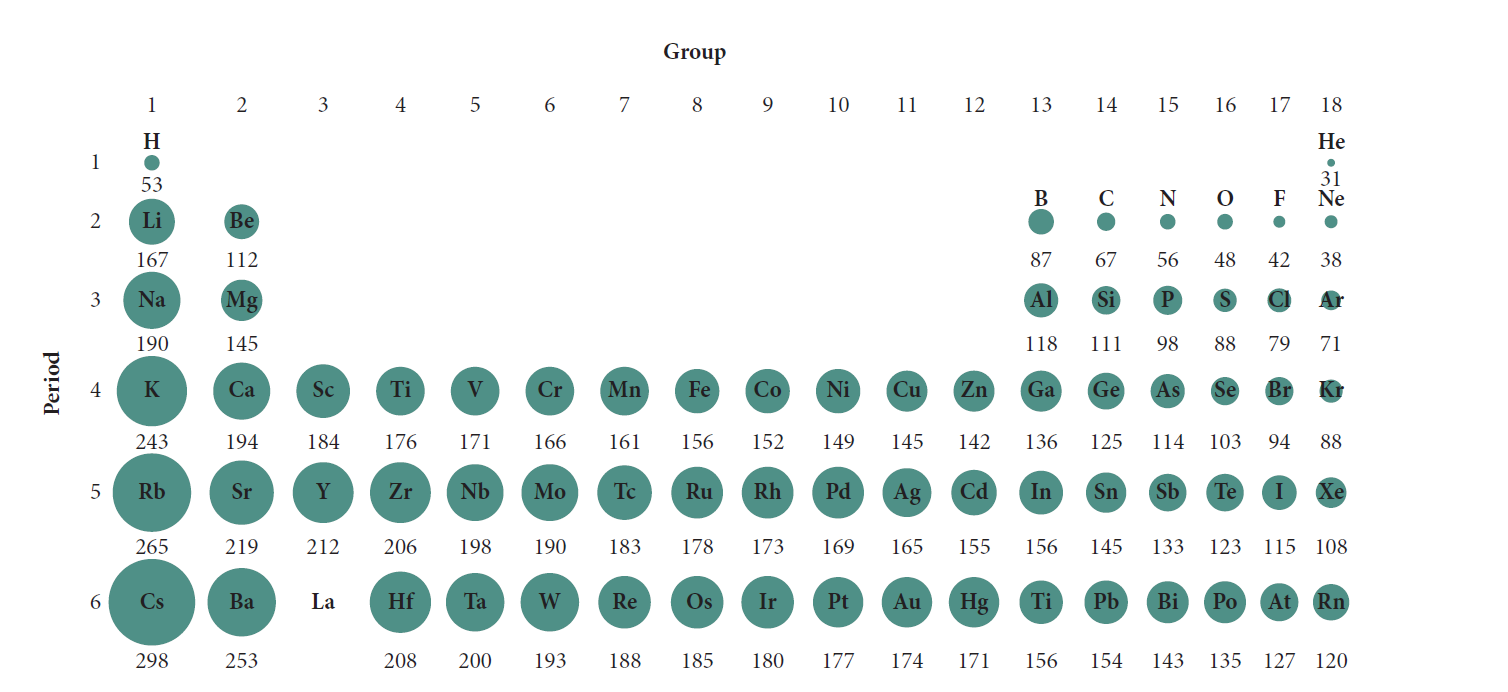 Group
1 2 3 4 5 6 7 8 9 10 11 12 13 14 15 16 17 18
H He
1
53 31
B C N O F Ne
2 Li Be
167 112 87 67 56 48 42 38
3 Na Mg Al Si P S Cl Ar
190 145 118 111 98 88 79 71
Period
4 K Ca Sc Ti V Cr Mn Fe Co Ni Cu Zn Ga Ge As Se Br Kr
243 194 184 176 171 166 161 156 152 149 145 142 136 125 114 103 94 88
5 Rb Sr Y Zr Nb Mo Tc Ru Rh Pd Ag Cd In Sn Sb Te I Xe
265 219 212 206 198 190 183 178 173 169 165 155 156 145 133 123 115 108
6 Cs Ba La Hf Ta W Re Os Ir Pt Au Hg Ti Pb Bi Po At Rn
298 253 208 200 193 188 185 180 177 174 171 156 154 143 135 127 120